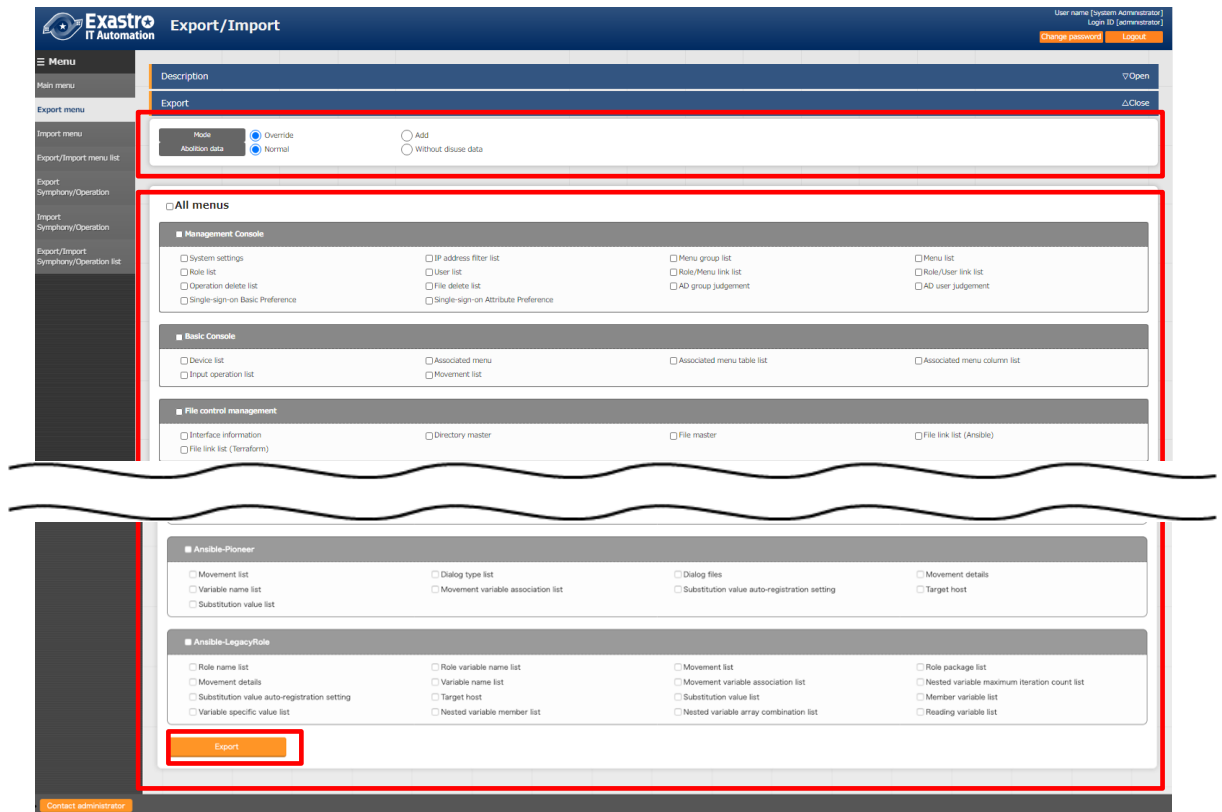 Exastro
IT Automation
Export/Import
User name [System Administrator]
Login ID [administrator]
Change password
Logout
Menu
Main menu
Export menu
Import menu
Export/Import menu list
Export
Symphony/Operation
Import
Symphony/Operation
Export/Import
Symphony/Operation list
Description
▽Open
Export
△Close
Mode
Override
Add
Abolition data
Normal
Without disuse data
All menus
Management Console
System settings
IP address filter list
Menu group list
Menu list
Role list
User list
Role/Menu link list
Role/User link list
Operation delete list
File delete list
AD group judgement
AD user judgement
Single-sign-on Basic Preference
Single-sign-on Attribute Preference
Basic Console
Device list
Associated menu
Associated menu table list
Associated menu column list
Input operation list
Movement list
File control management
Interface information
Directory master
File master
File link list (Ansible)
File link list (Terraform)
Ansible-Pioneer
Movement list
Dialog type list
Dialog files
Movement details
Variable name list
Movement variable association list
Substitution value auto-registration setting
Target host
Substitution value list
Ansible-LegacyRole
Role name list
Role variable name list
Movement list
Role package list
Movement details
Variable name list
Movement variable association list
Nested variable maximum iteration count list
Substitution value auto-registration setting
Target host
Substitution value list
Member variable list
Variable specific value list
Nested variable member list
Nested variable array combination list
Reading variable list
Export
Contact administrator